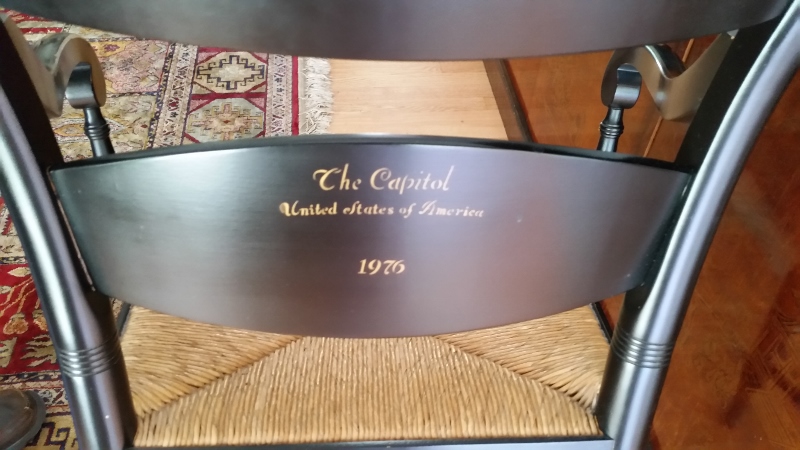 The Capitol
United States of America
1976